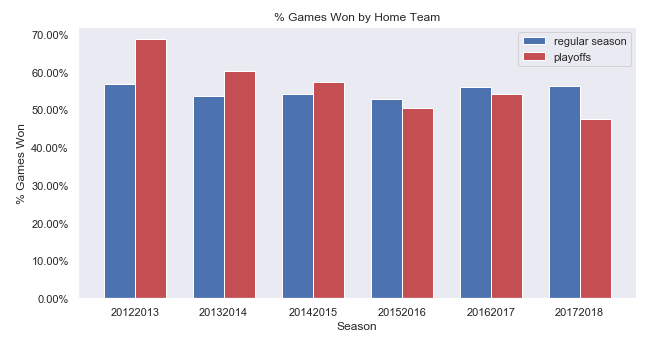 % Games Won by Home Team
regular season
playoffs
% Games Won
70.00%
60.00%
50.00%
40.00%
30.00%
20.00%
10.00%
0.00%
20122013 20132014 20142015 20152016 20162017 20172018
Season